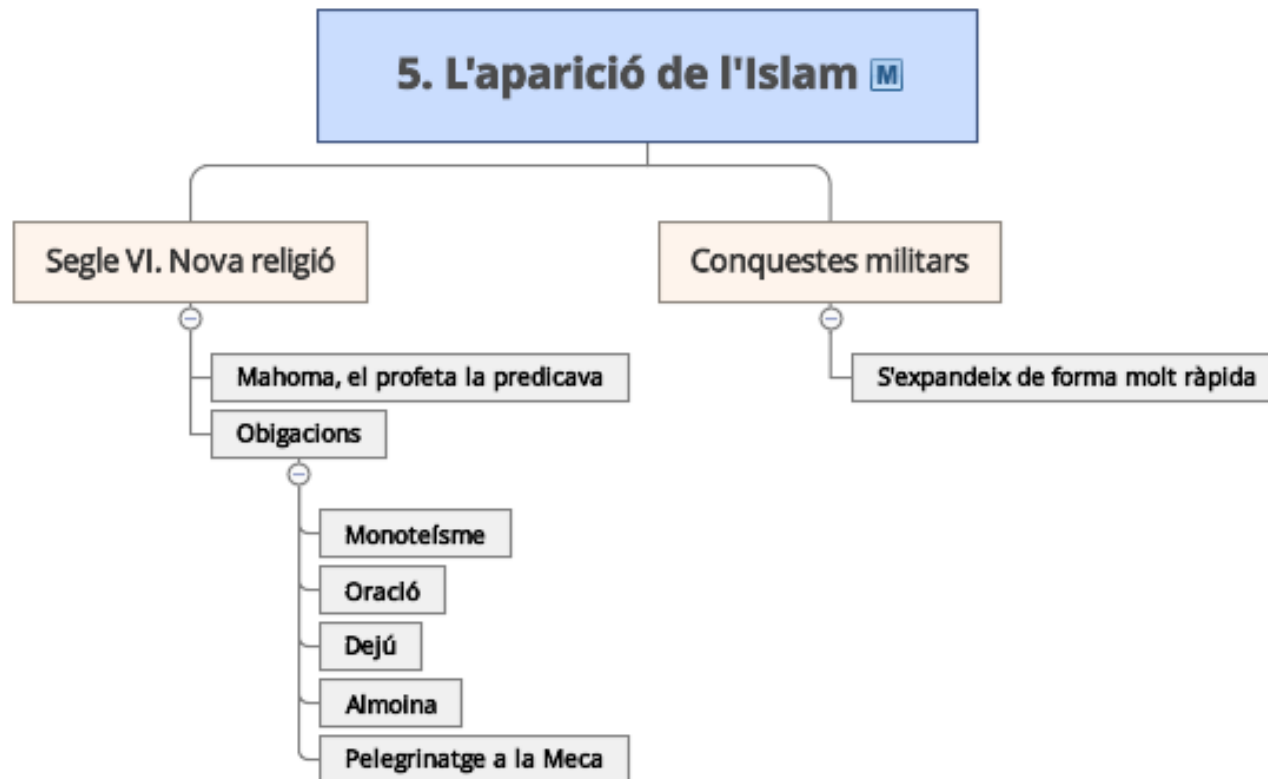 5. L'aparició de l'Islam M
Segle VI. Nova religió
Conquestes militars
Mahoma, el profeta la predicava
S'expandeix de forma molt ràpida
Obigacions
Monoteísme
Oració
Dejú
Almoina
Pelegrinatge a la Meca